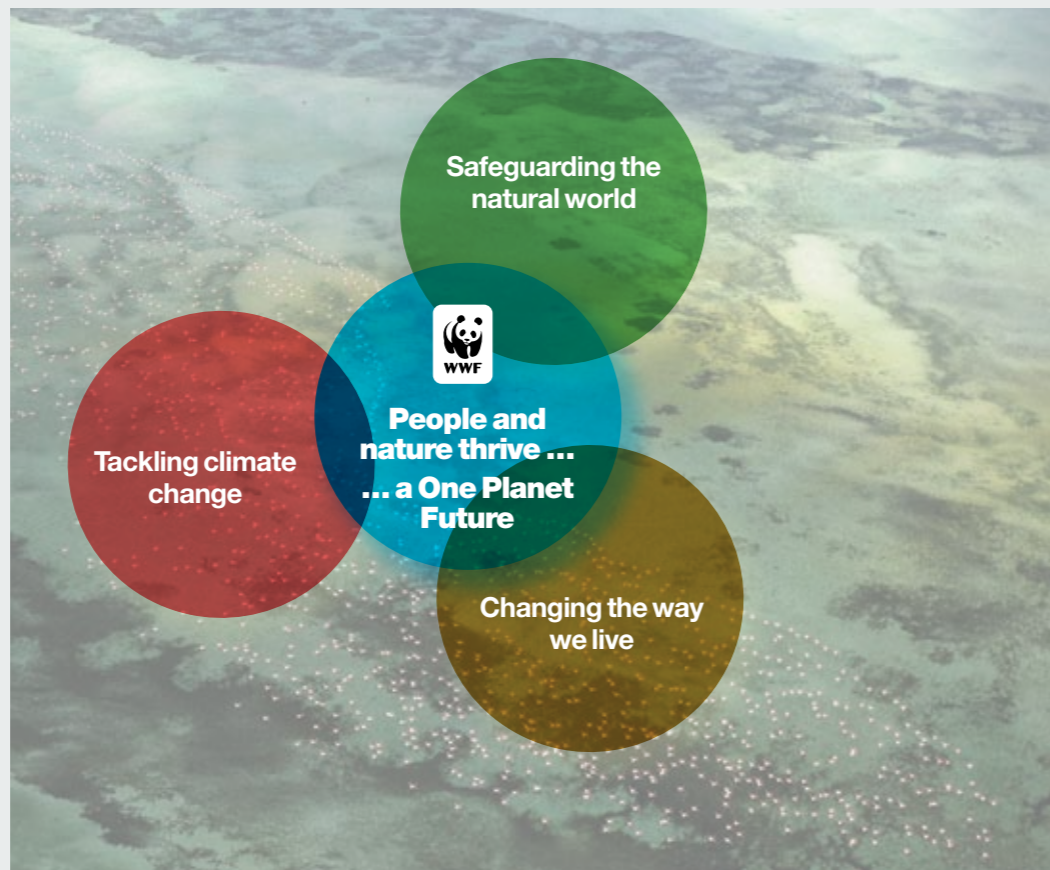 Safeguarding the
natural world
WWF
People and
nature thrive ...
... a One Planet
Future
Tackling climate
change
Changing the way
we live